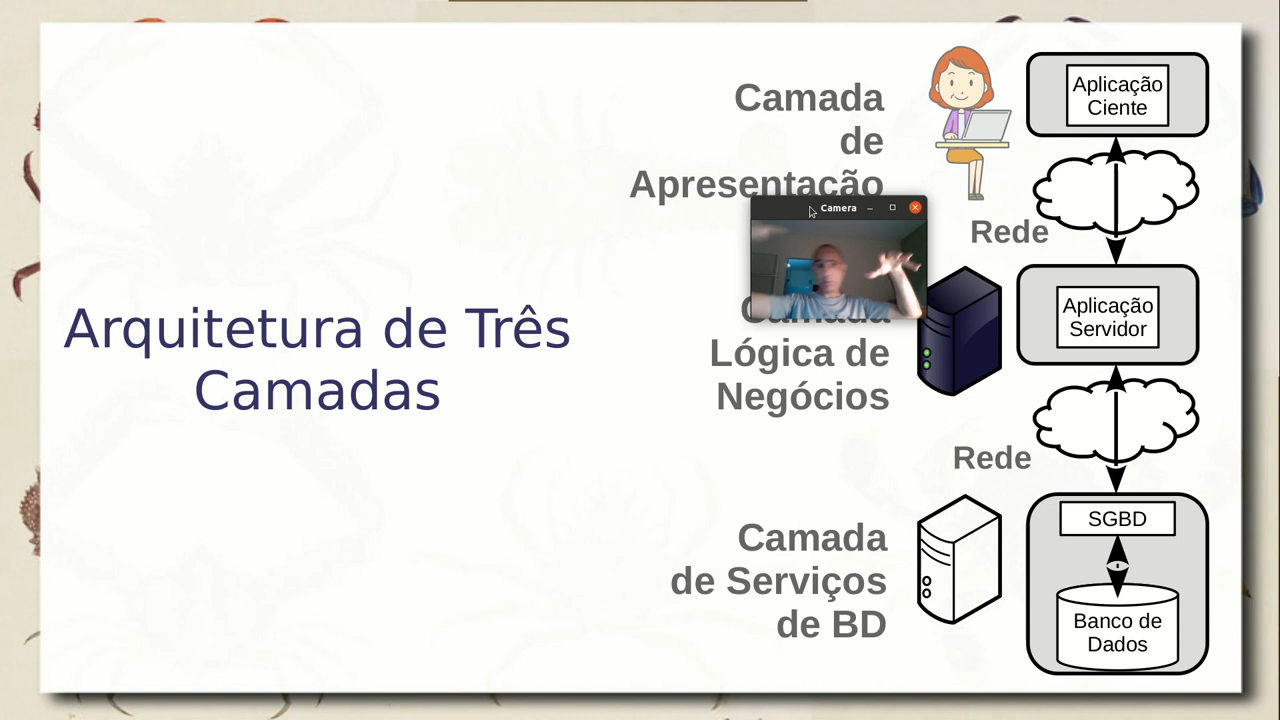 Arquitetura de Três
Camadas
Camada
de
Apresentação
Aplicação
Ciente
Rede
Camera
Camada
Lógica de
Negócios
Aplicação
Servidor
Rede
Camada
de Serviços
de BD
SGBD
Banco de
Dados